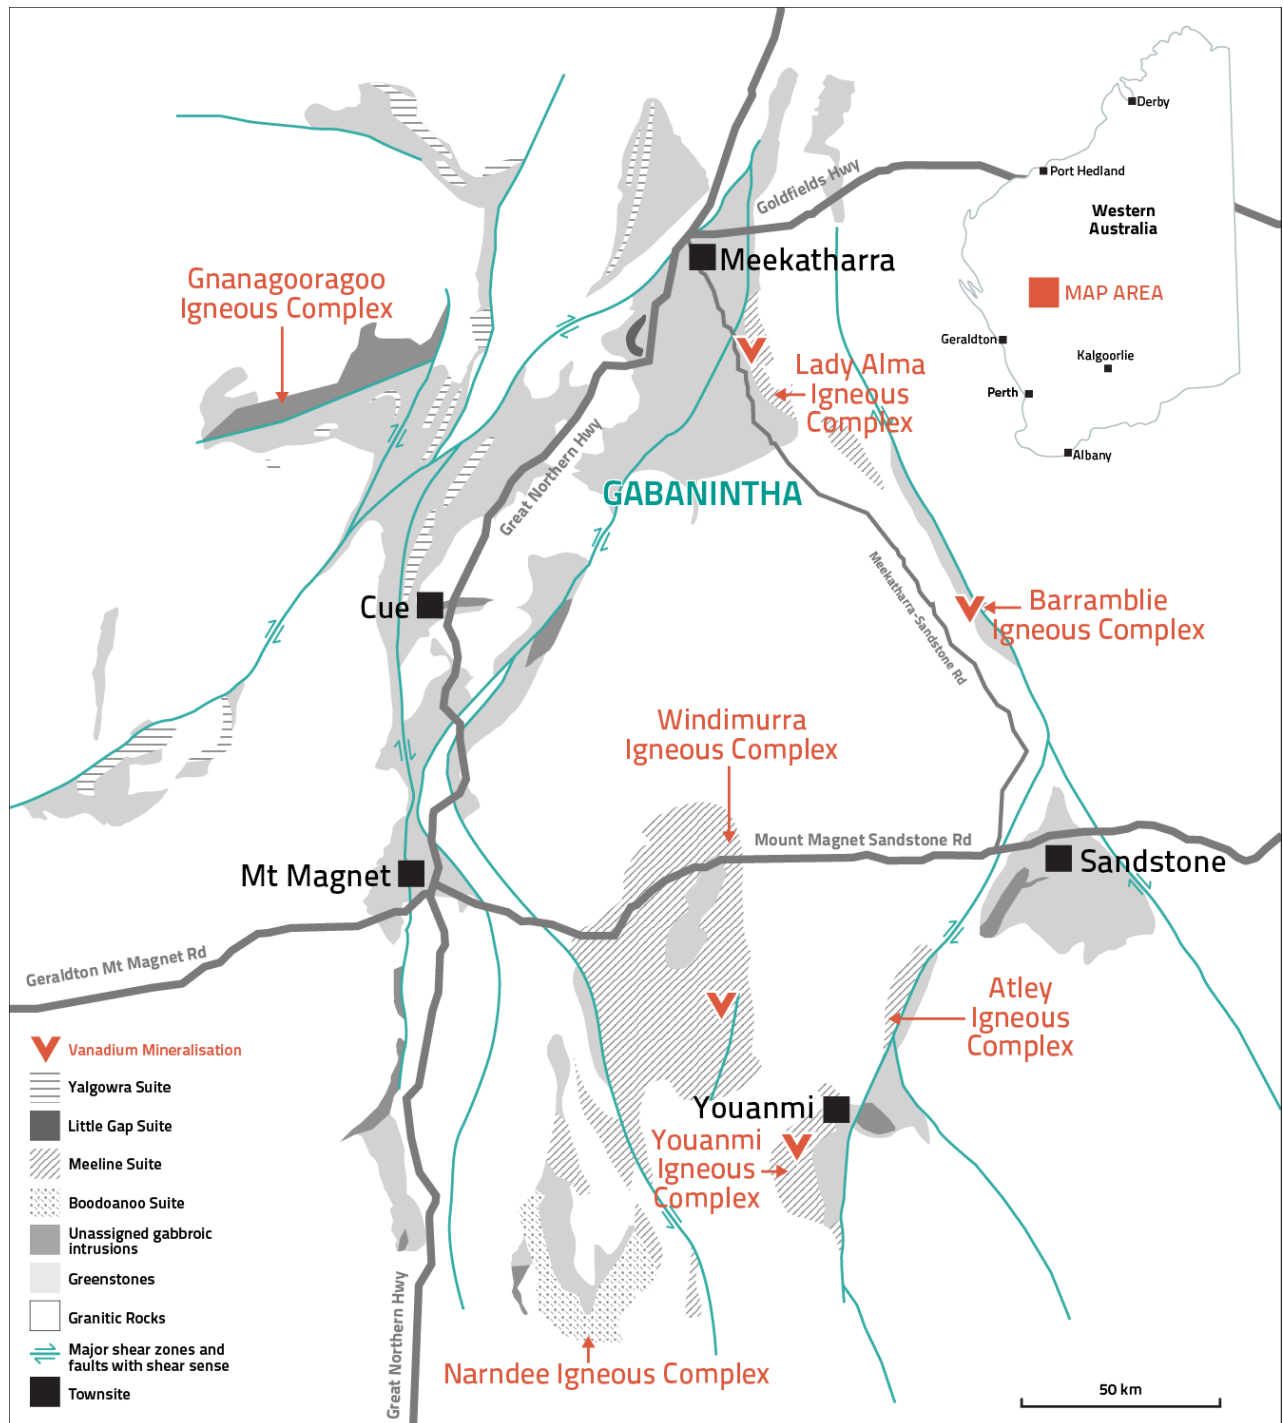 Derby
Port Hedland
Western
Australia
MAP AREA
Geraldton
Kalgoorlie
Perth
Albany
Goldfields Hwy
Meekatharra
Gnanagooragoo
Igneous Complex
Lady Alma
Igneous
Complex
Great Northern Hwy
GABANINTHA
Meekatharra-Sandstone Rd
Cue
Barramblie
Igneous Complex
Windimurra
Igneous Complex
Mount Magnet Sandstone Rd
Sandstone
Mt Magnet
Geraldton Mt Magnet Rd
Atley
Igneous
Complex
Youanmi
Youanmi
Igneous
Complex
Narndee Igneous Complex
Great Northern Hwy
Vanadium Mineralisation
Yalgowra Suite
Little Gap Suite
Meeline Suite
Boodoanoo Suite
Unassigned gabbroic
intrusions
Greenstones
Granitic Rocks
Major shear zones and
faults with shear sense
Townsite
50 km